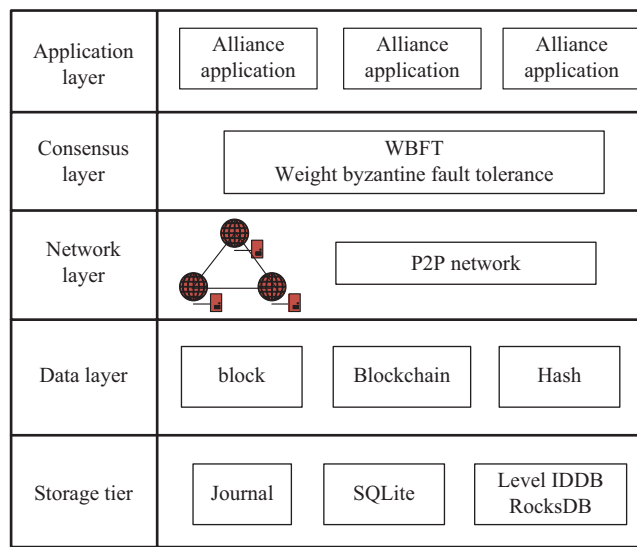 Application
layer
Alliance
application
Alliance
application
Alliance
application
Consensus
layer
WBFT
Weight byzantine fault tolerance
Network
layer
P2P network
Data layer
block
Blockchain
Hash
Storage tier
Journal
SQLite
Level IDDB
RocksDB